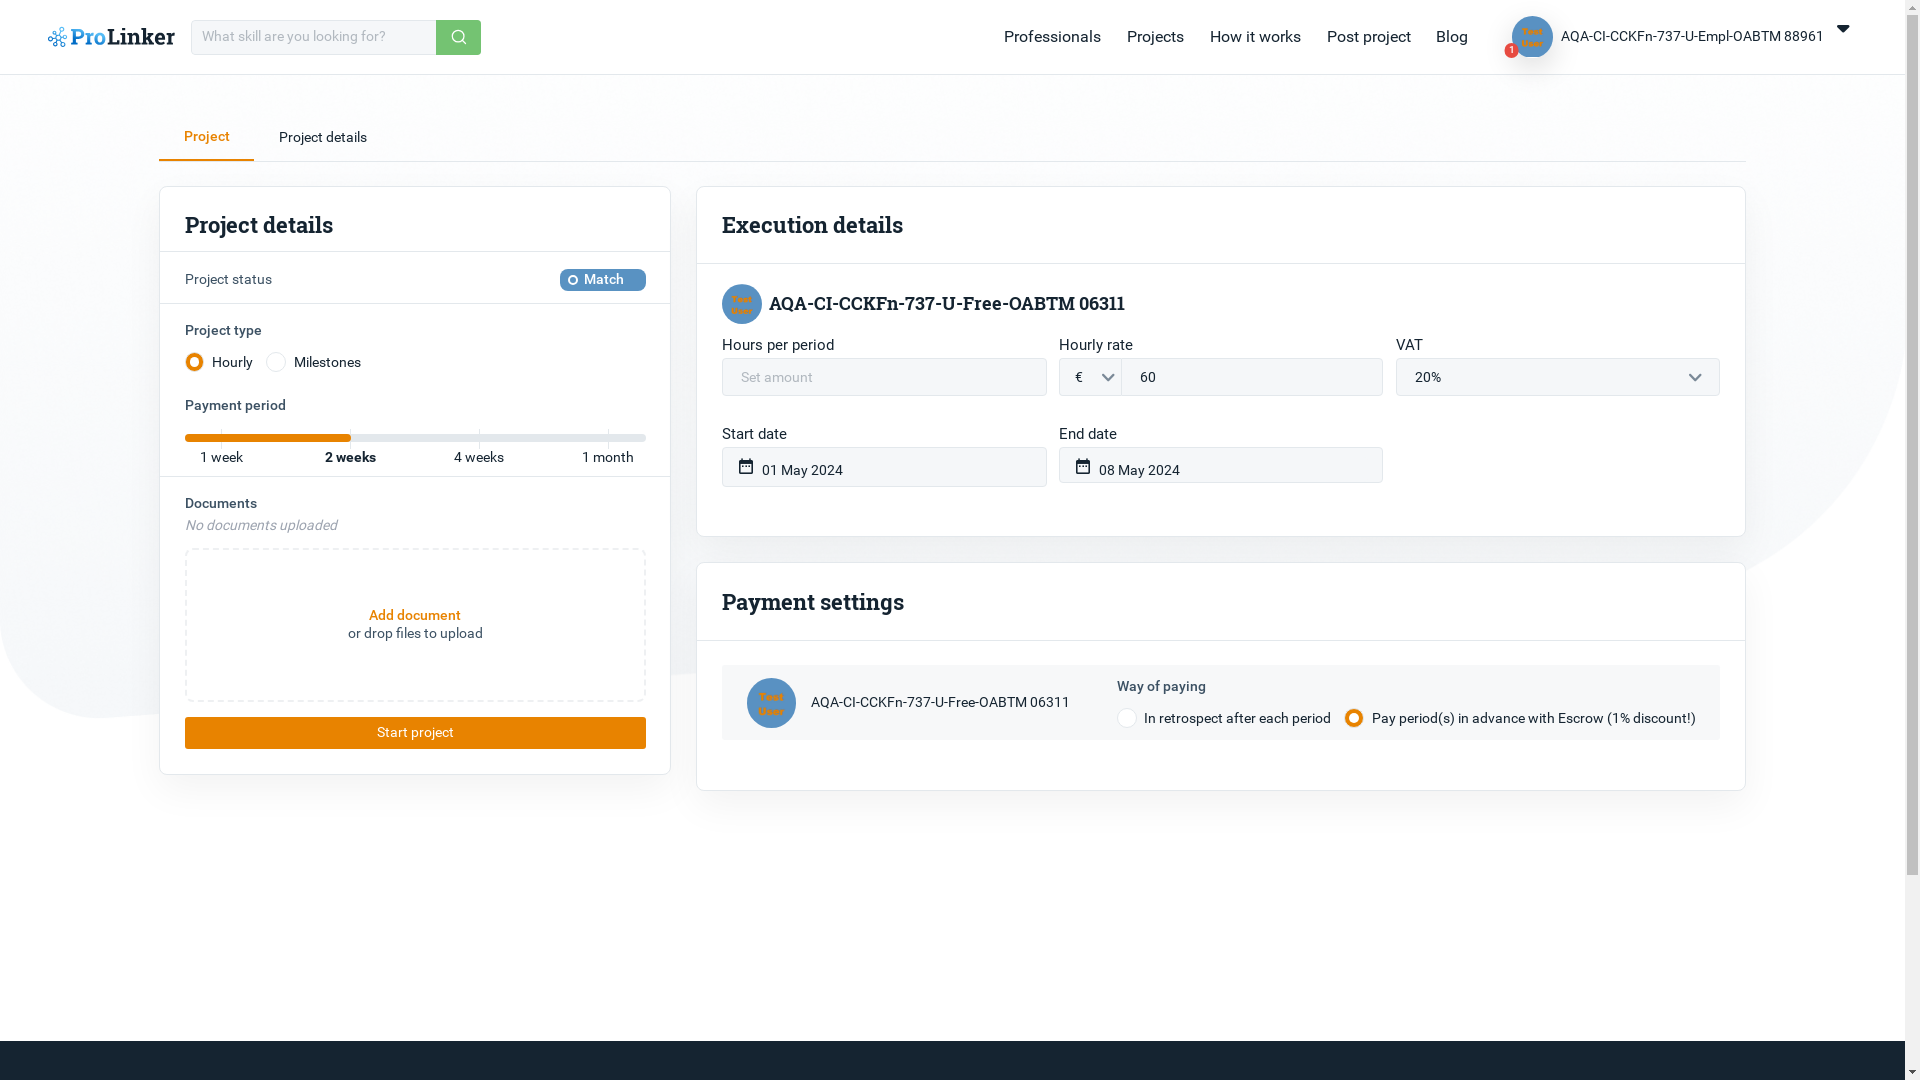 ProLinker
What skill are you looking for?
Professionals
Projects
How it works
Post project
Blog
Test
User
1
AQA-CI-CCKFn-737-U-Empl-OABTM 88961
Project
Project details
Project details
Project status
Match
Project type
Hourly
Milestones
Payment period
1 week
2 weeks
4 weeks
1 month
Documents
No documents uploaded
Add document
or drop files to upload
Start project
Execution details
Test
User
AQA-CI-CCKFn-737-U-Free-OABTM 06311
Hours per period
Hourly rate
VAT
Set amount
€
60
20%
Start date
End date
01 May 2024
08 May 2024
Payment settings
Test
User
AQA-CI-CCKFn-737-U-Free-OABTM 06311
Way of paying
In retrospect after each period
Pay period(s) in advance with Escrow (1% discount!)